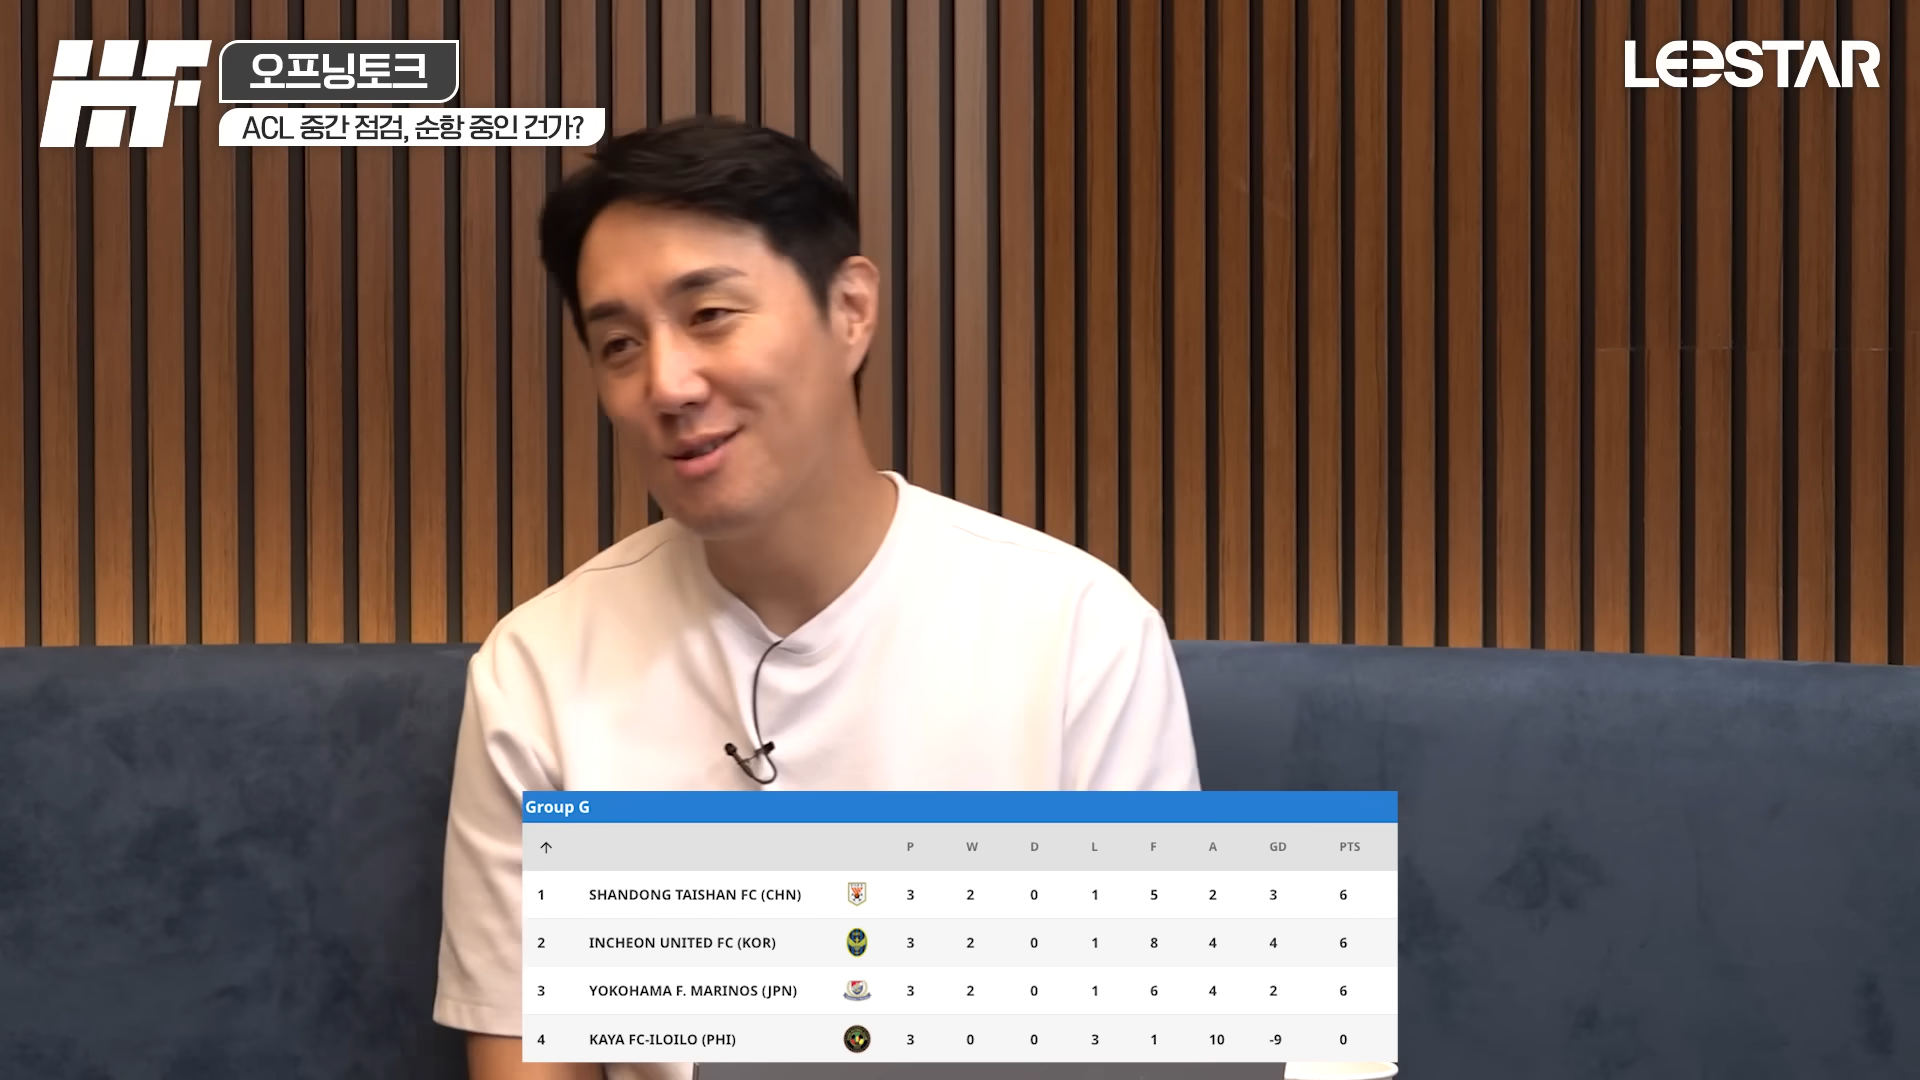 HF
오프닝토크
ACL 중간 점검, 순항 중인 건가?
LEESTAR
Group G
↑ P W D L F A GD PTS
1 SHANDONG TAISHAN FC (CHN) 3 2 0 1 5 2 3 6
2 INCHEON UNITED FC (KOR) 3 2 0 1 8 4 4 6
3 YOKOHAMA F. MARINOS (JPN) 3 2 0 1 6 4 2 6
4 KAYA FC-ILOILO (PHI) 3 0 0 3 1 10 -9 0